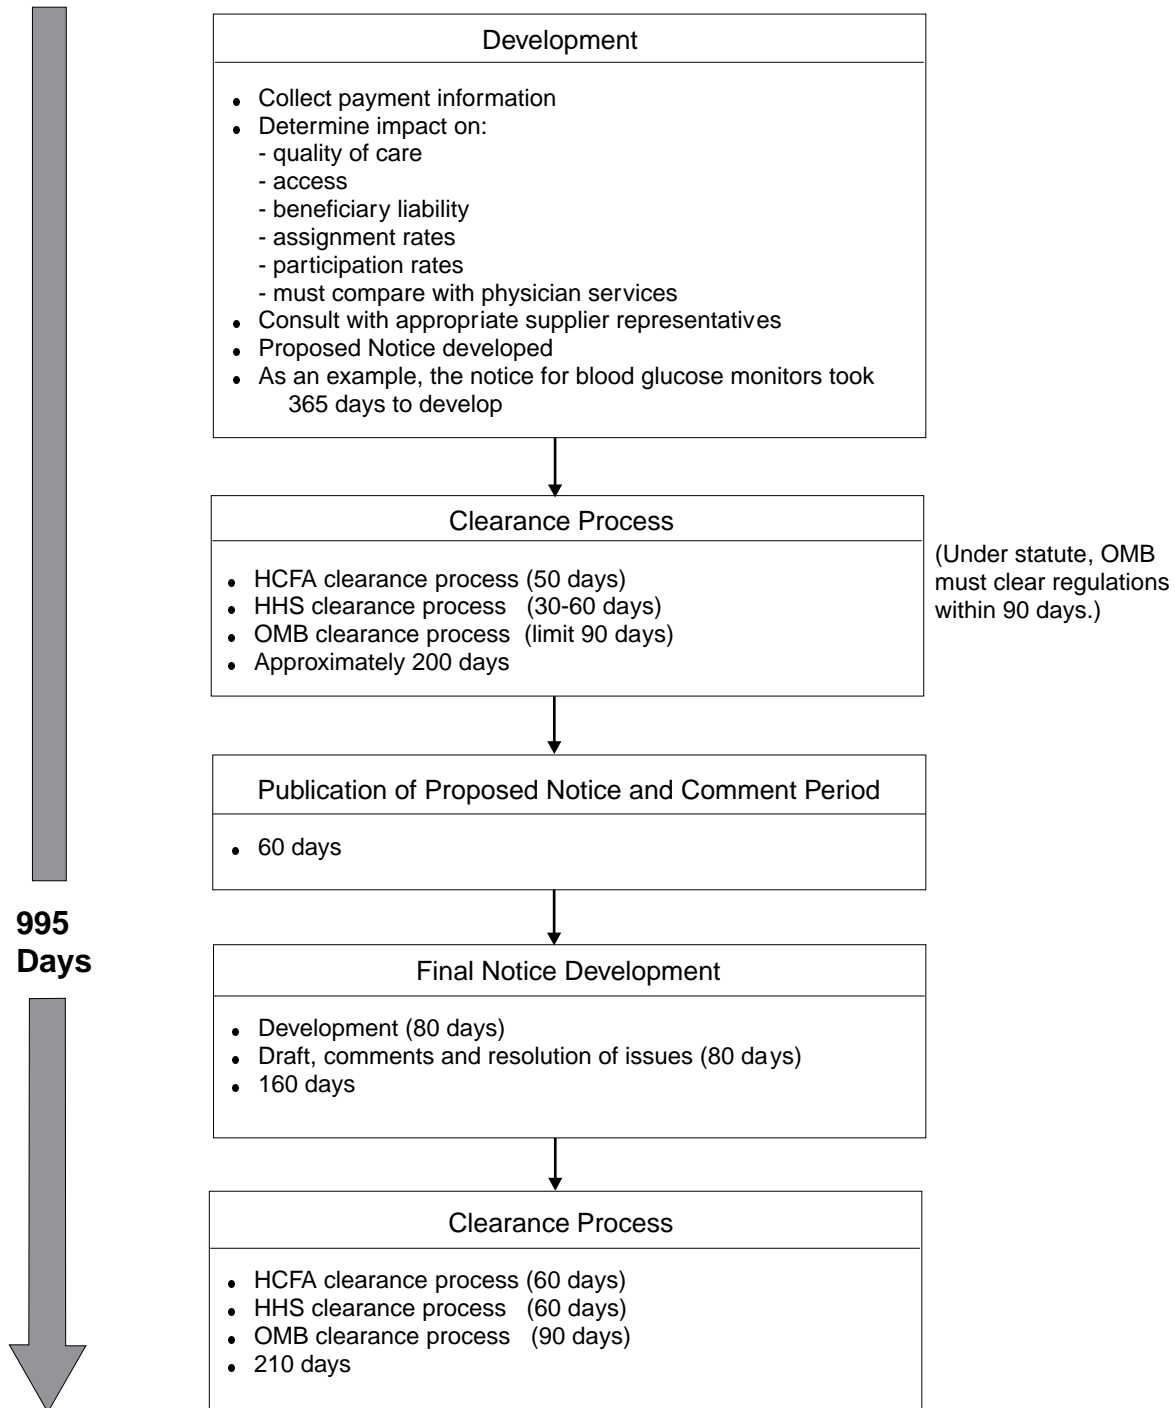 Development
• Collect payment information
• Determine impact on:
- quality of care
- access
- beneficiary liability
- assignment rates
- participation rates
- must compare with physician services
• Consult with appropriate supplier representatives
• Proposed Notice developed
• As an example, the notice for blood glucose monitors took
365 days to develop
Clearance Process
• HCFA clearance process (50 days)
• HHS clearance process (30-60 days)
• OMB clearance process (limit 90 days)
• Approximately 200 days
(Under statute, OMB
must clear regulations
within 90 days.)
Publication of Proposed Notice and Comment Period
• 60 days
995
Days
Final Notice Development
• Development (80 days)
• Draft, comments and resolution of issues (80 days)
• 160 days
Clearance Process
• HCFA clearance process (60 days)
• HHS clearance process (60 days)
• OMB clearance process (90 days)
• 210 days